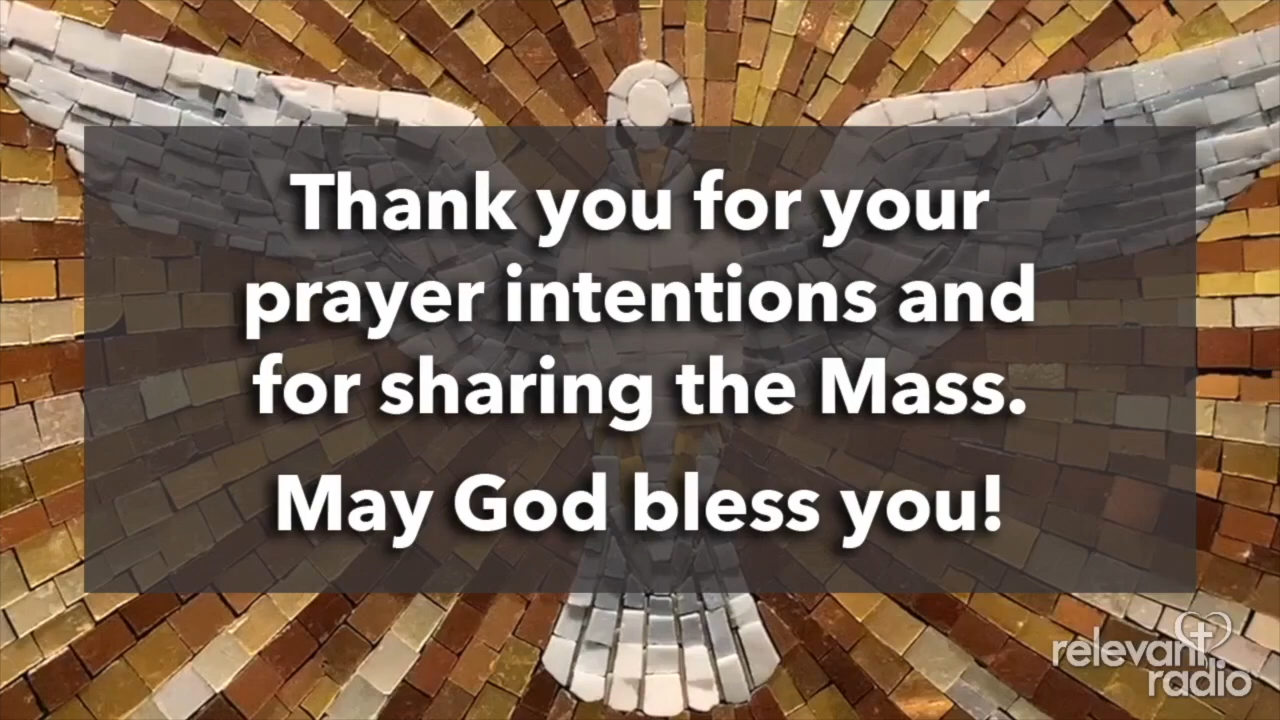 Thank you for your
prayer intentions and
for sharing the Mass.
May God bless you!
relevant
radio